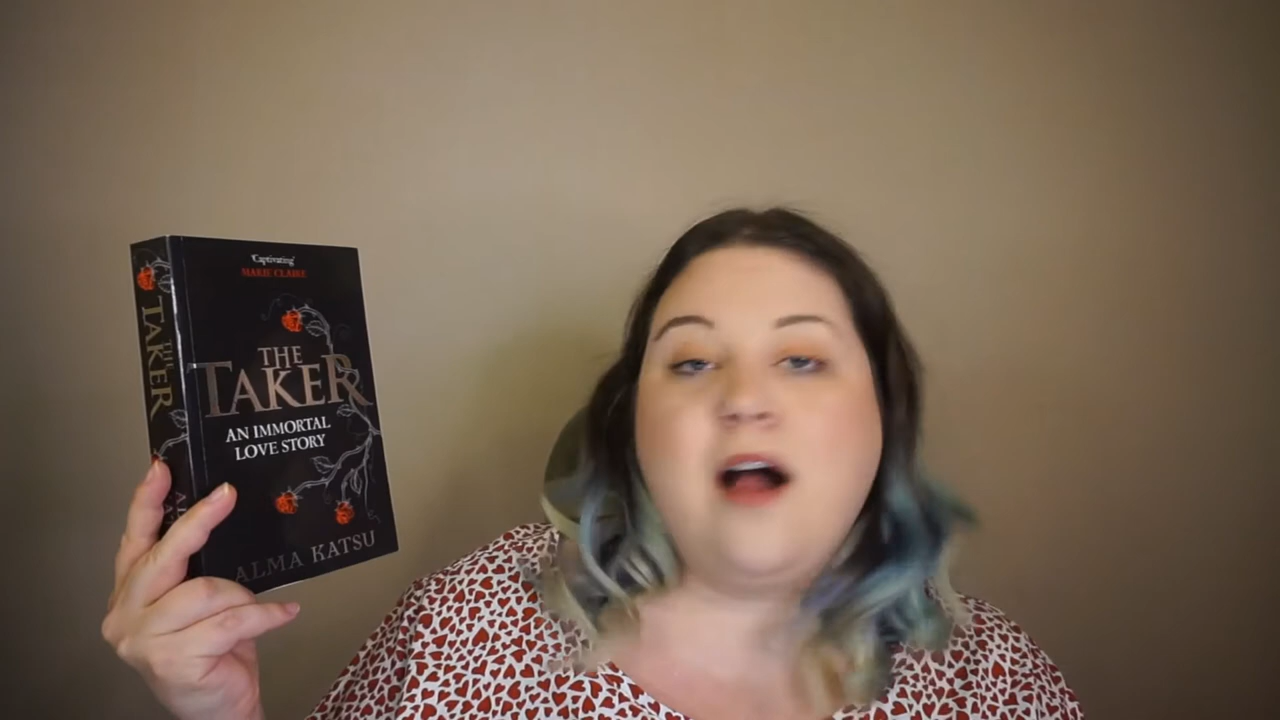 'Captivating'
MARIE CLAIRE
THE
TAKER
AN IMMORTAL
LOVE STORY
ALMA KATSU
THE
TAKER